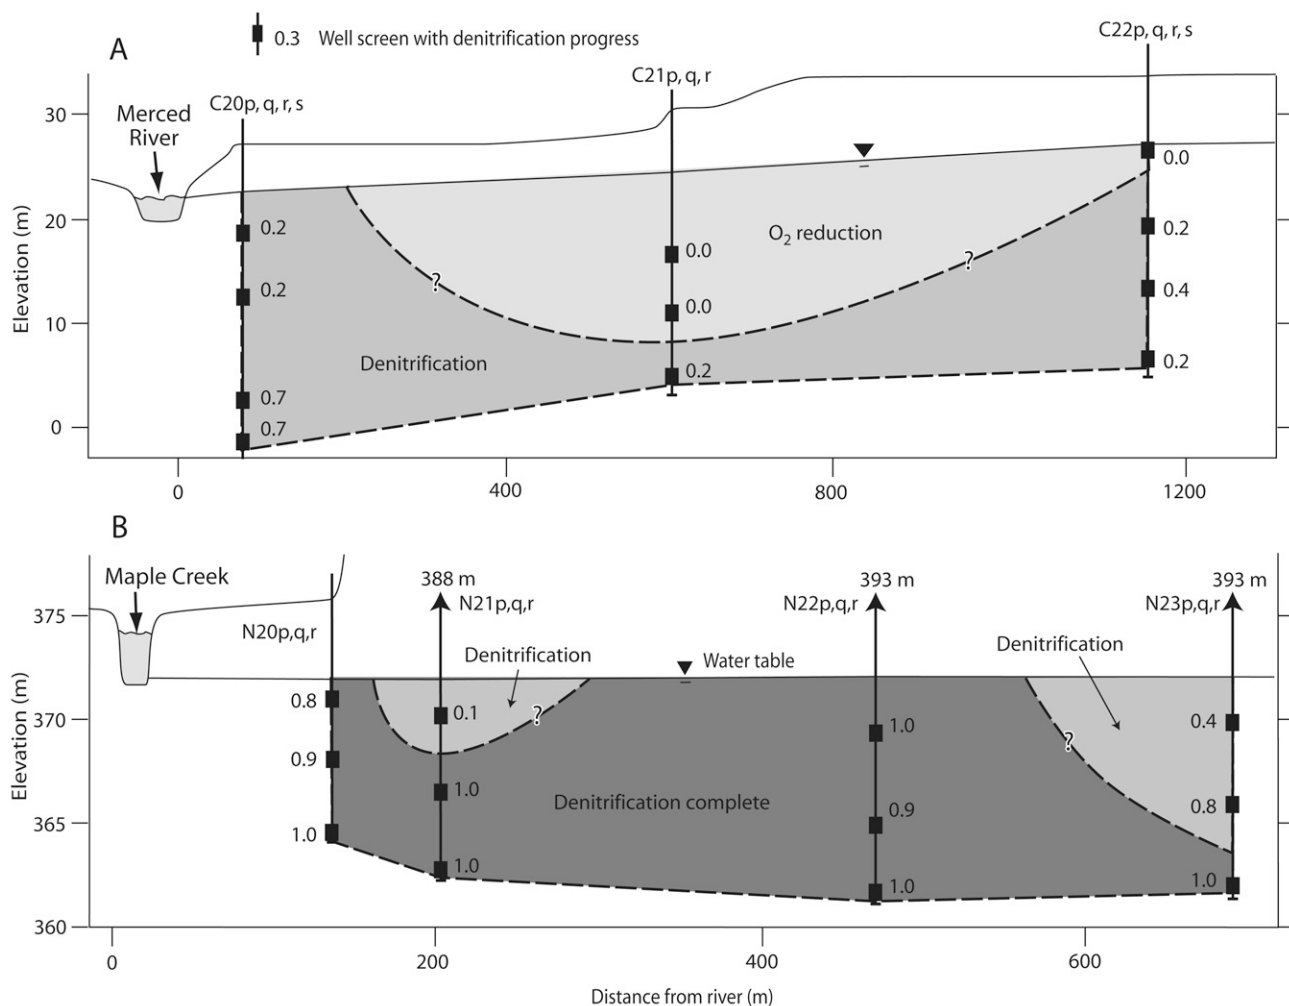 A
0.3 Well screen with denitrification progress
C22p, q, r, s
C21p, q, r
C20p, q, r, s
Merced
River
Elevation (m)
30
20
10
0
0.2
0.2
0.7
0.7
0.0
0.0
0.2
0.0
0.2
0.4
0.2
O₂ reduction
Denitrification
?
?
0
400
800
1200
B
Maple Creek
388 m
393 m
393 m
N20p,q,r
N21p,q,r
N22p,q,r
N23p,q,r
Denitrification
Water table
Denitrification
Elevation (m)
375
370
365
360
0.8
0.9
1.0
0.1
1.0
1.0
1.0
0.9
1.0
0.4
0.8
1.0
?
?
Denitrification complete
0
200
400
600
Distance from river (m)